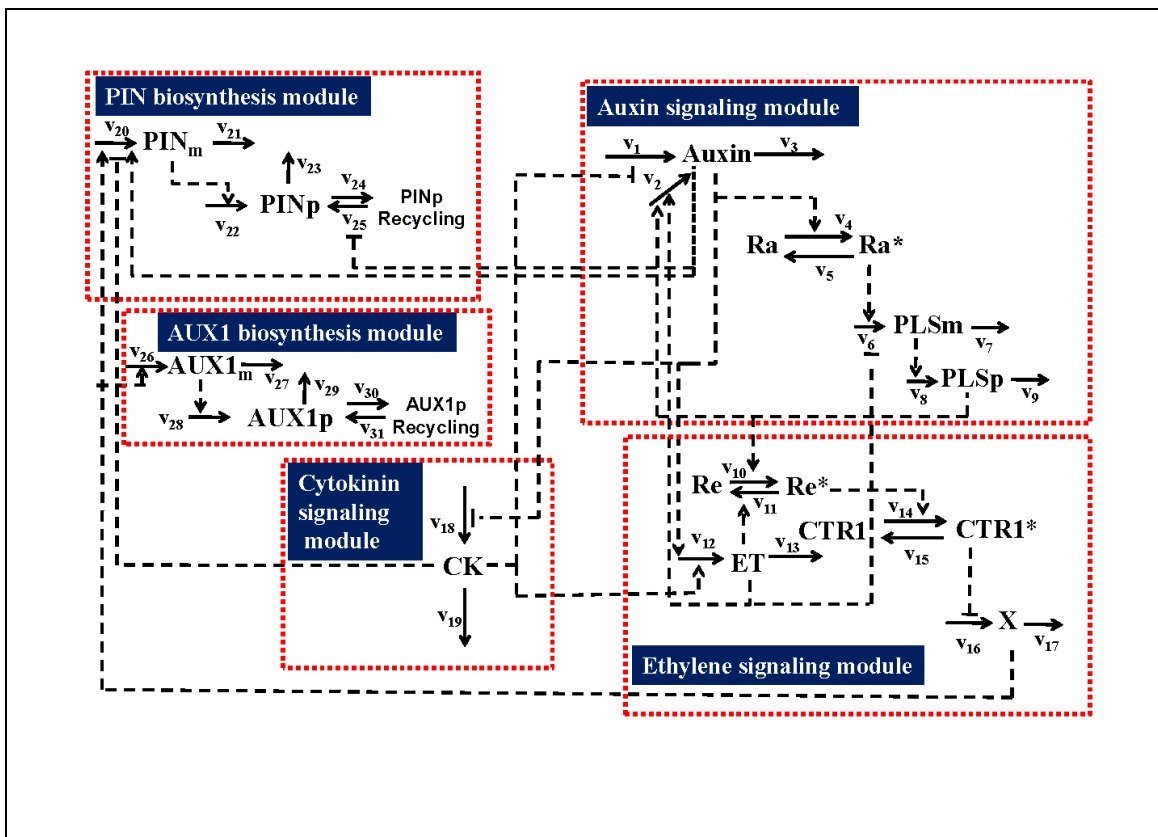 PIN biosynthesis module
v20 PINm v21
v23
v24
v22 PINp v25 PINp
Recycling
AUX1 biosynthesis module
v26 AUX1m v27
v29 v30
v28 AUX1p v31 AUX1p
Recycling
Cytokinin
signaling
module
v18
CK
v19
Auxin signaling module
v1 Auxin v3
v2
v4
Ra Ra*
v5
v6 PLSm v7
v8 PLSp v9
v10
Re Re*
v11
v14
CTR1 CTR1*
v15
v12 ET v13
X
v16 v17
Ethylene signaling module